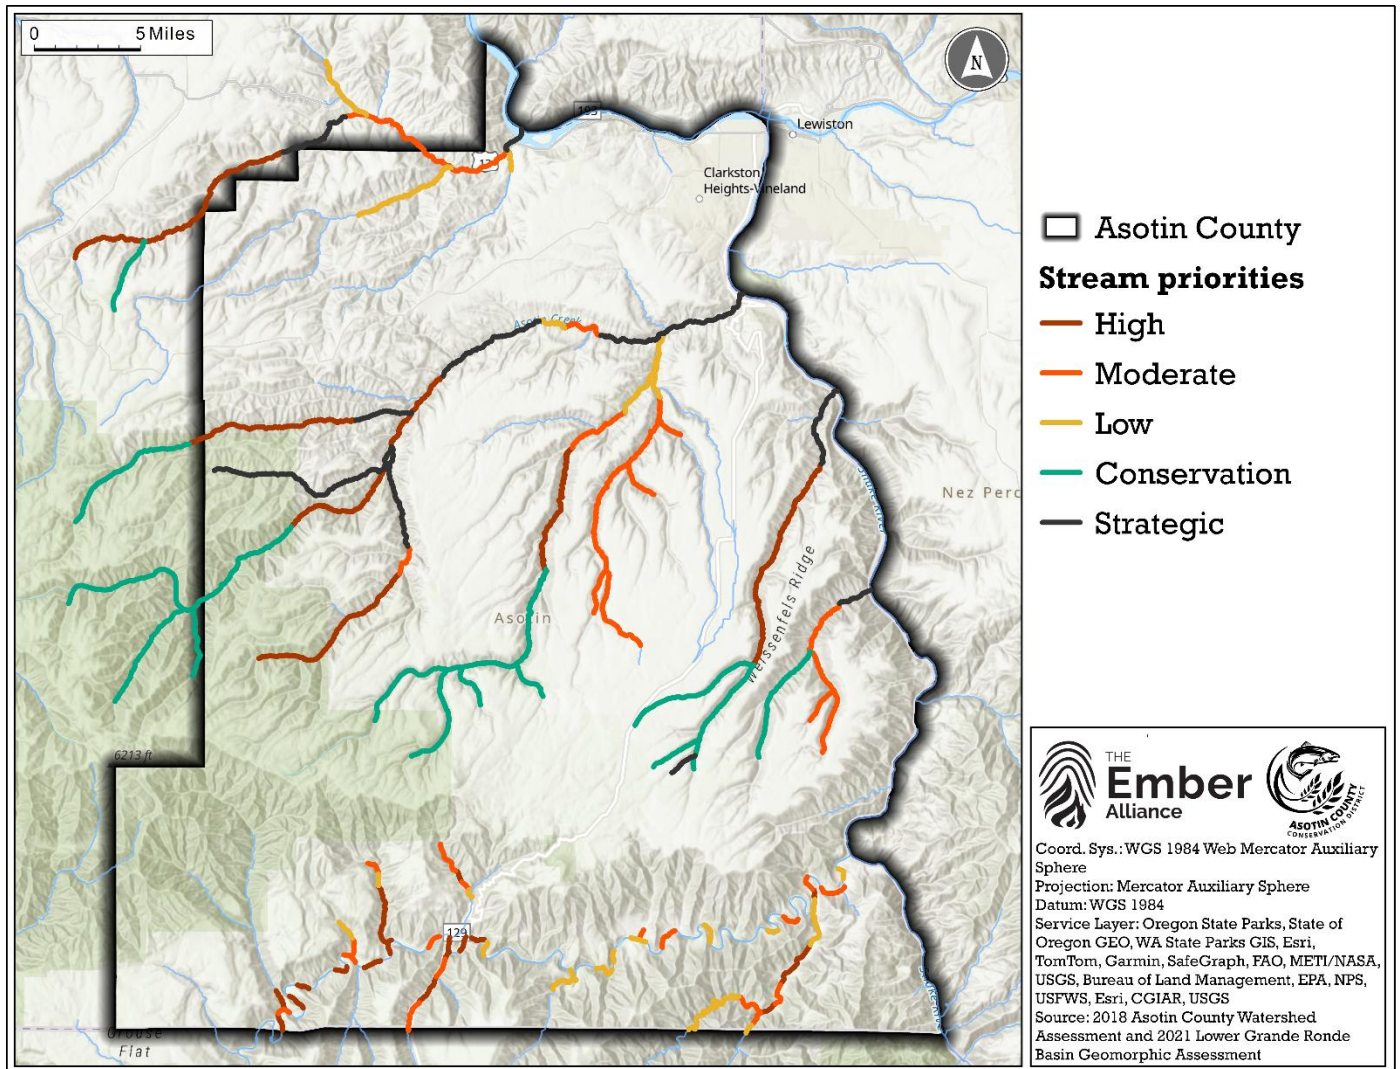 0 5 Miles
N
193
Lewiston
Clarkston
Heights-Vineland
12
Asotin Creek
Snake River
Nez Perc
Weissenfels Ridge
Asotin
6213 ft
129
Snake River
Grouse
Flat
Asotin County
Stream priorities
High
Moderate
Low
Conservation
Strategic
THE
Ember
Alliance
ASOTIN COUNTY
CONSERVATION DISTRICT
Coord. Sys.: WGS 1984 Web Mercator Auxiliary
Sphere
Projection: Mercator Auxiliary Sphere
Datum: WGS 1984
Service Layer: Oregon State Parks, State of
Oregon GEO, WA State Parks GIS, Esri,
TomTom, Garmin, SafeGraph, FAO, METI/NASA,
USGS, Bureau of Land Management, EPA, NPS,
USFWS, Esri, CGIAR, USGS
Source: 2018 Asotin County Watershed
Assessment and 2021 Lower Grande Ronde
Basin Geomorphic Assessment